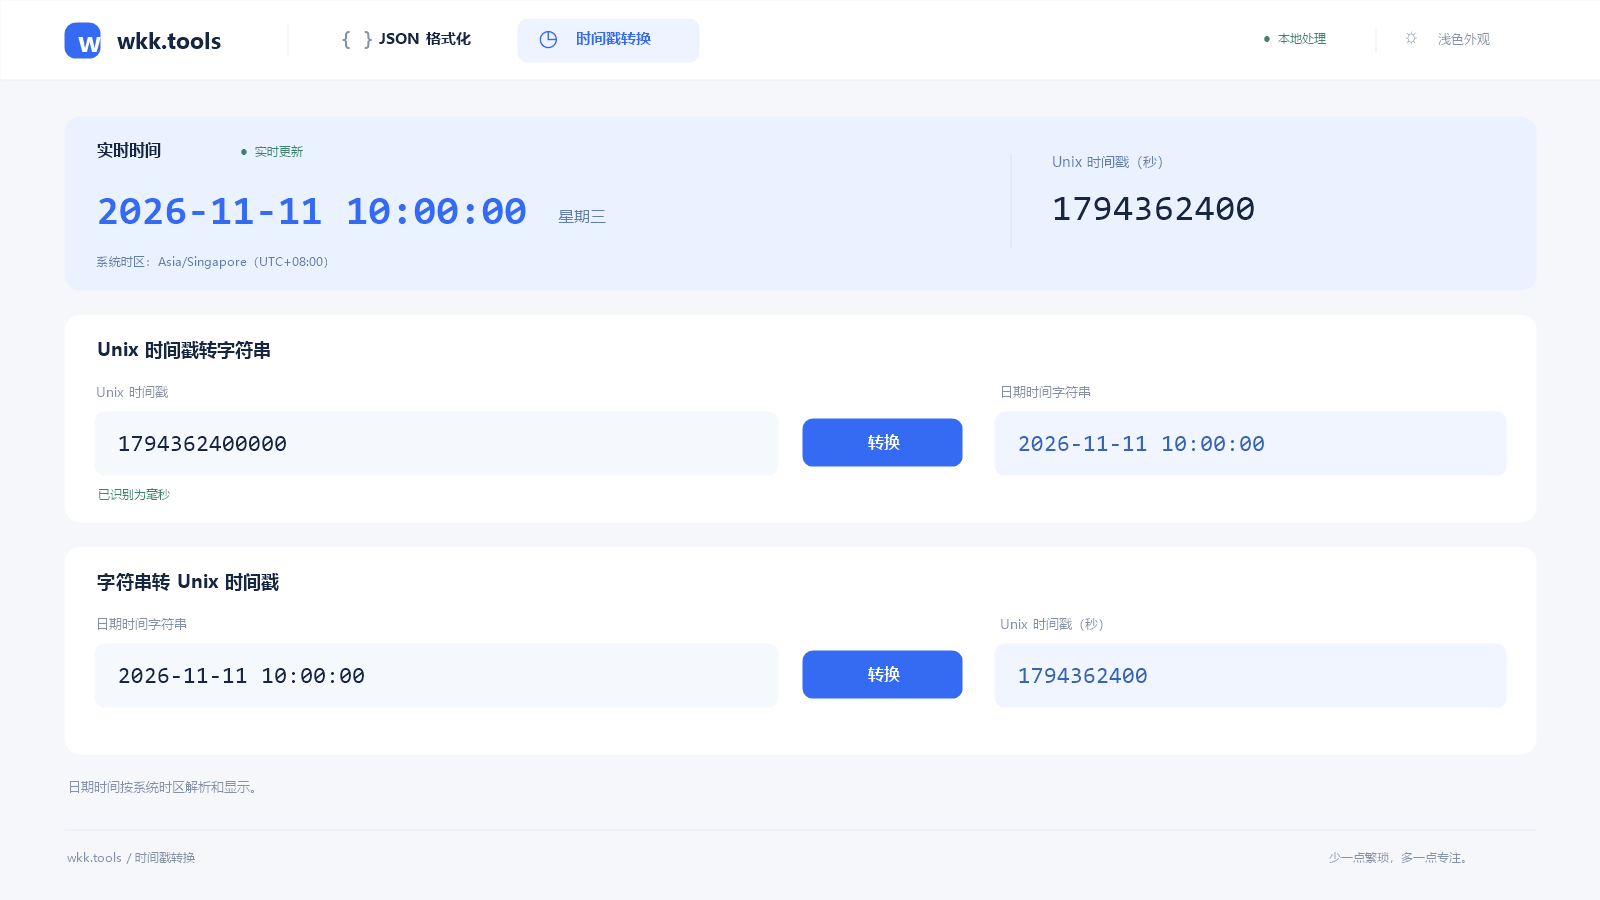 w wkk.tools
{ } JSON 格式化
时间戳转换
本地处理
浅色外观
实时时间
实时更新
2026-11-11 10:00:00 星期三
系统时区：Asia/Singapore（UTC+08:00）
Unix 时间戳（秒）
1794362400
Unix 时间戳转字符串
Unix 时间戳
1794362400000
已识别为毫秒
转换
日期时间字符串
2026-11-11 10:00:00
字符串转 Unix 时间戳
日期时间字符串
2026-11-11 10:00:00
转换
Unix 时间戳（秒）
1794362400
日期时间按系统时区解析和显示。
wkk.tools / 时间戳转换
少一点繁琐，多一点专注。